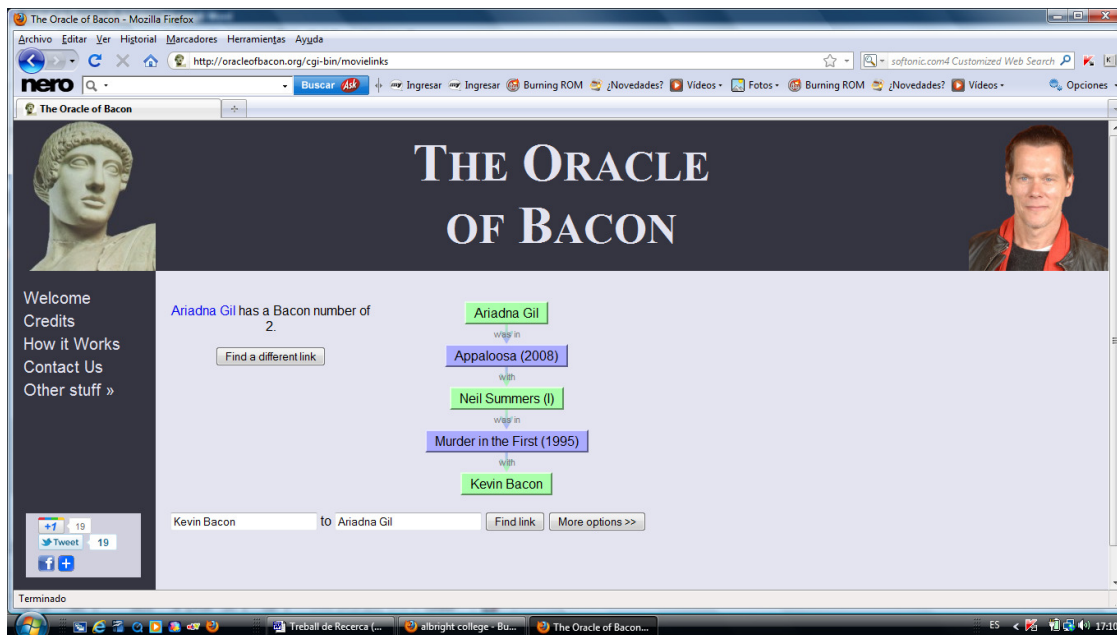 The Oracle of Bacon - Mozilla Firefox
Archivo Editar Ver Historial Marcadores Herramientas Ayuda
http://oracleofbacon.org/cgi-bin/movielinks
softonic.com4 Customized Web Search
nero Buscar Ask Ingresar Ingresar Burning ROM ¿Novedades? Vídeos Fotos Burning ROM ¿Novedades? Vídeos Opciones
The Oracle of Bacon
THE ORACLE
OF BACON
Welcome
Credits
How it Works
Contact Us
Other stuff »
Ariadna Gil has a Bacon number of
2.
Find a different link
Ariadna Gil
was in
Appaloosa (2008)
with
Neil Summers (I)
was in
Murder in the First (1995)
with
Kevin Bacon
Kevin Bacon to Ariadna Gil Find link More options >>
+1 19
Tweet 19
Terminado
Treball de Recerca (... albright college - Bu... The Oracle of Bacon... ES 17:10